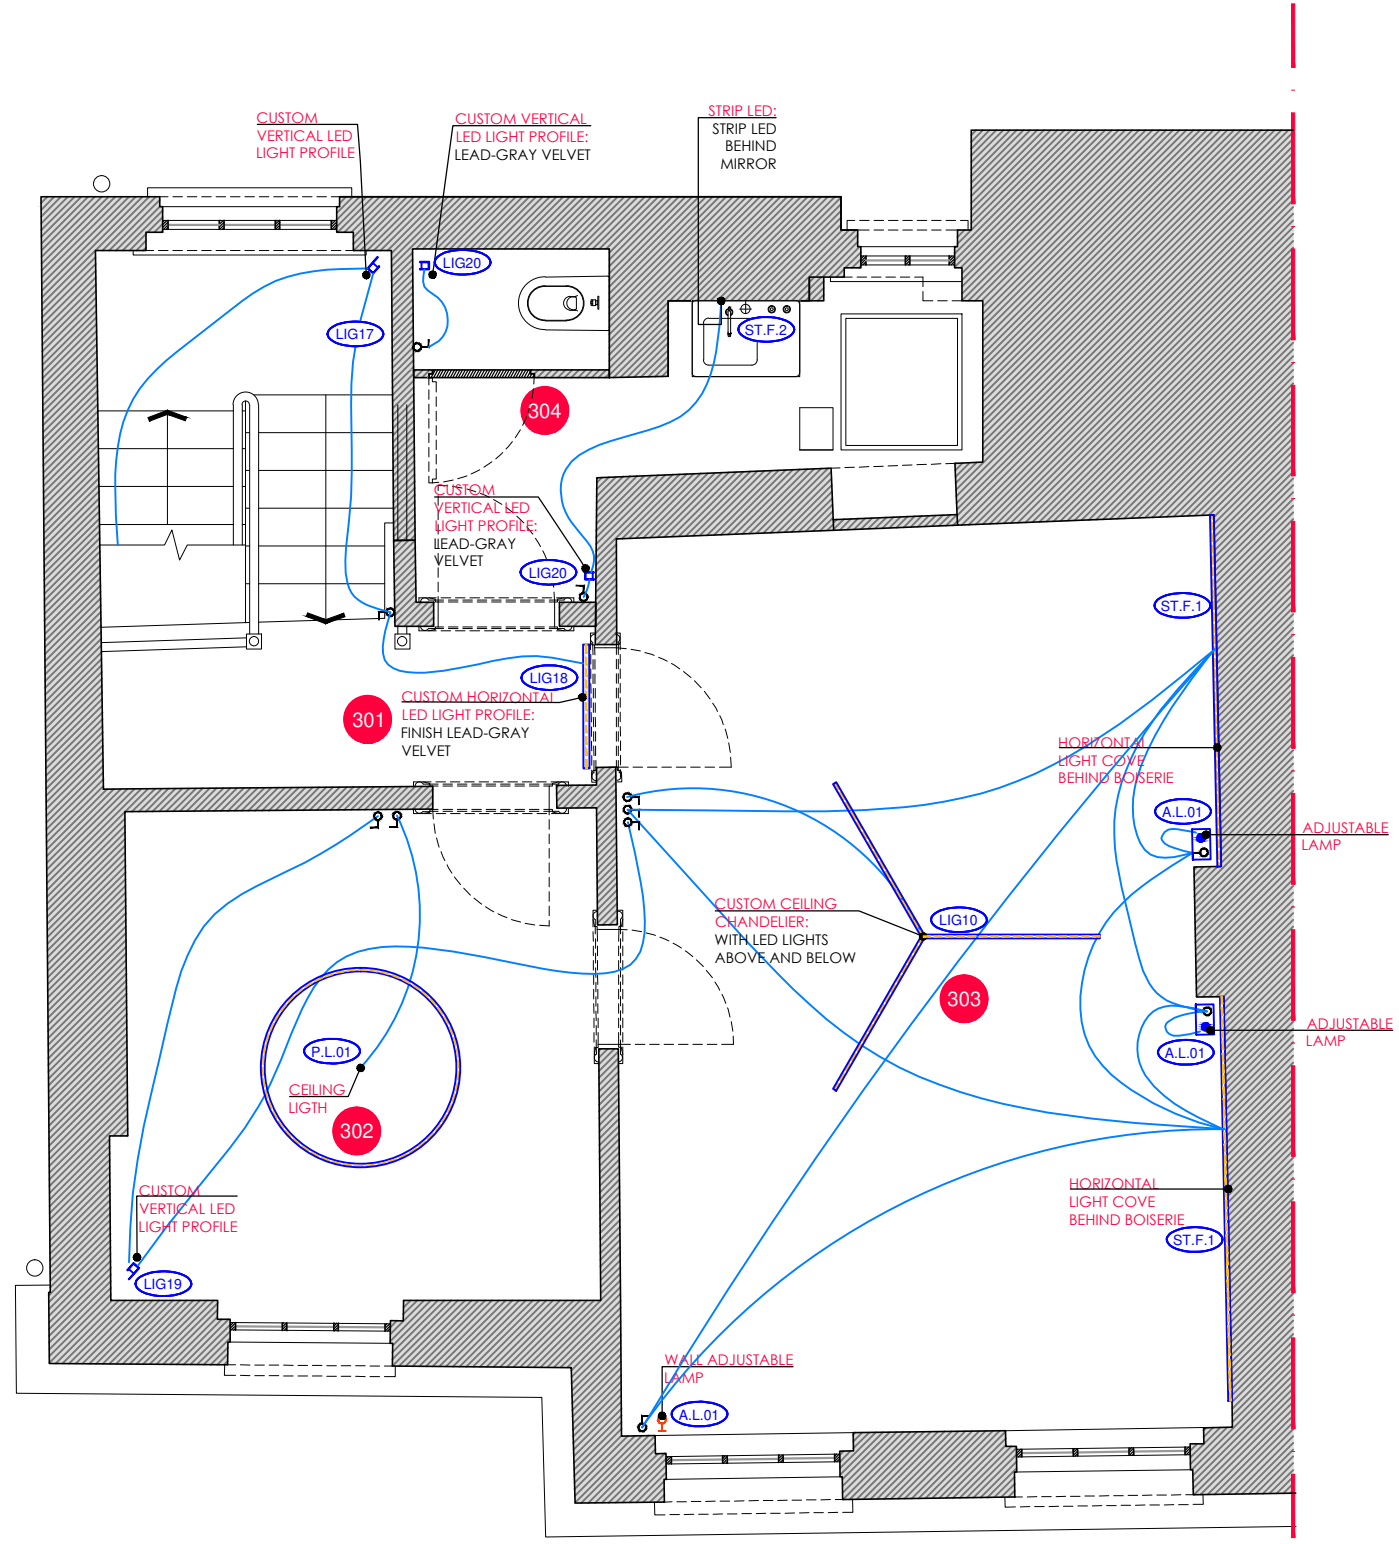 CUSTOM
VERTICAL LED
LIGHT PROFILE
CUSTOM VERTICAL
LED LIGHT PROFILE:
LEAD-GRAY VELVET
STRIP LED:
STRIP LED
BEHIND
MIRROR
LIG20
LIG17
ST.F.2
304
CUSTOM
VERTICAL LED
LIGHT PROFILE:
LEAD-GRAY
VELVET
LIG20
ST.F.1
LIG18
301
CUSTOM HORIZONTAL
LED LIGHT PROFILE:
FINISH LEAD-GRAY
VELVET
HORIZONTAL
LIGHT COVE
BEHIND BOISERIE
A.L.01
ADJUSTABLE
LAMP
CUSTOM CEILING
CHANDELIER:
WITH LED LIGHTS
ABOVE AND BELOW
LIG10
303
ADJUSTABLE
LAMP
A.L.01
P.L.01
CEILING
LIGTH
302
CUSTOM
VERTICAL LED
LIGHT PROFILE
LIG19
HORIZONTAL
LIGHT COVE
BEHIND BOISERIE
ST.F.1
WALL ADJUSTABLE
LAMP
A.L.01